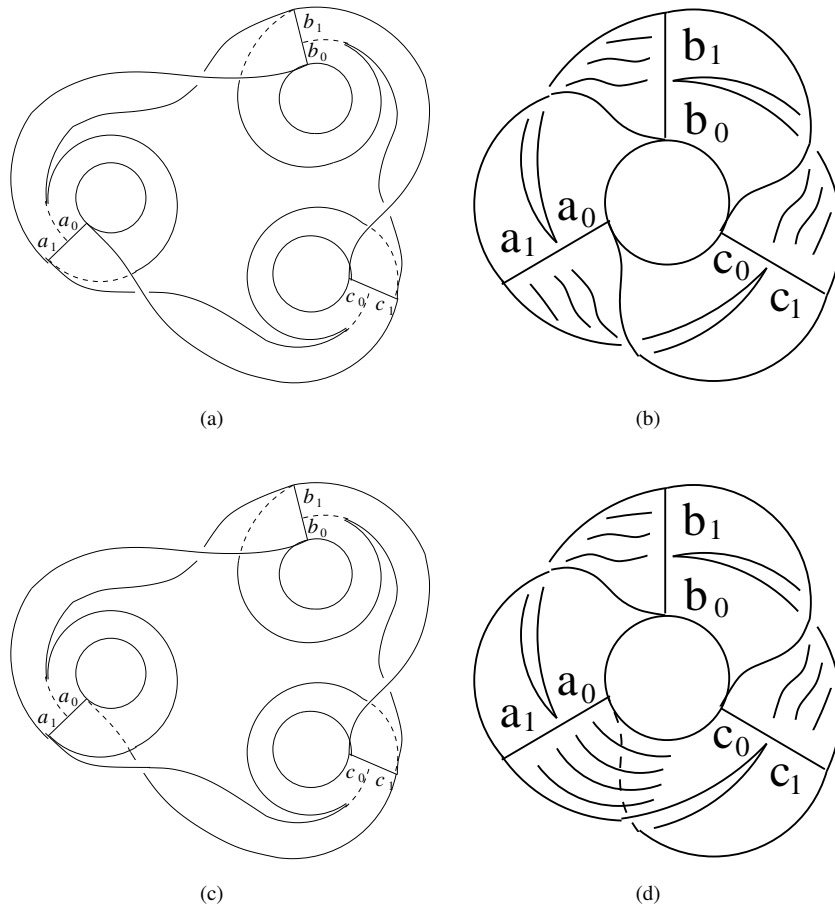 b₁
b₀
a₀
a₁
c₀
c₁
(a)
b₁
b₀
a₀
a₁
c₀
c₁
(b)
b₁
b₀
a₀
a₁
c₀
c₁
(c)
b₁
b₀
a₀
a₁
c₀
c₁
(d)